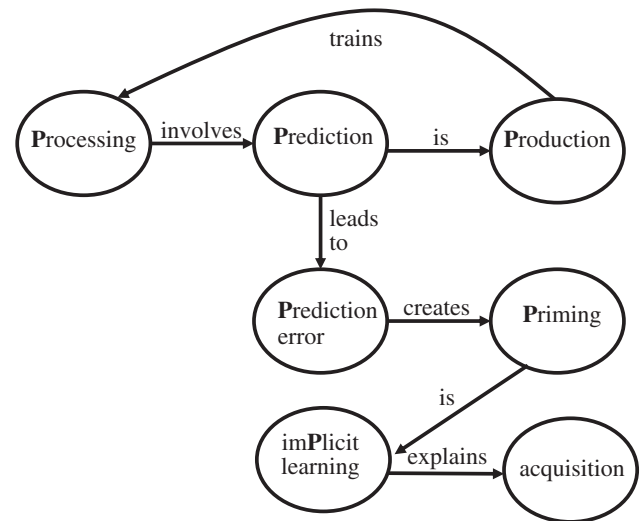 trains
Processing
involves
Prediction
is
Production
leads
to
Prediction
error
creates
Priming
is
imPlicit
learning
explains
acquisition